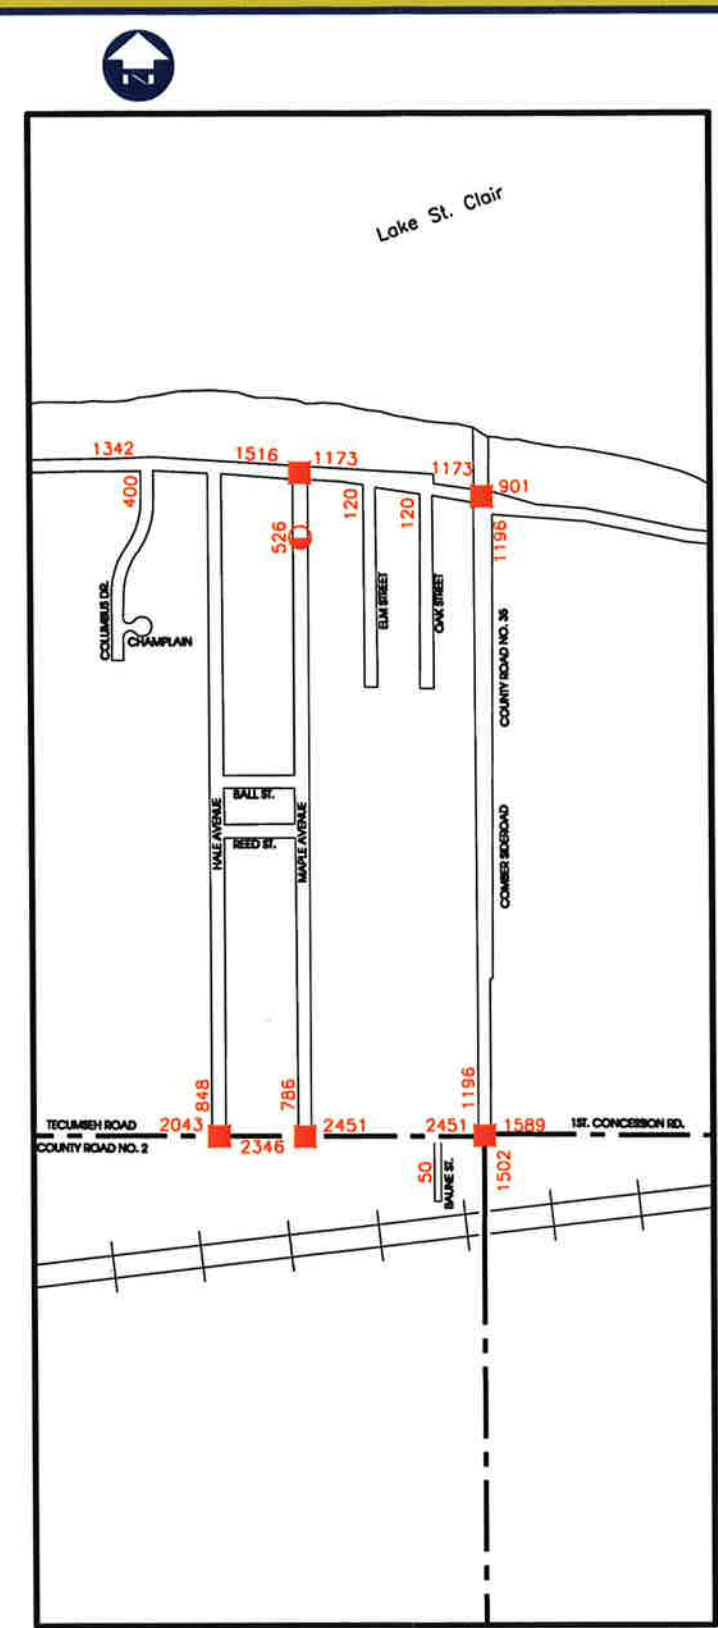 N
Lake St. Clair
1342
1516
1173
1173
901
400
526
120
120
1196
COLUMBUS DR.
CHAMPLAIN
ELM STREET
OAK STREET
COUNTY ROAD NO. 35
BALL ST.
HALE AVENUE
MAPLE AVENUE
REED ST.
COMBER SIDEROAD
848
786
1196
TECUMSEH ROAD
2043
2451
2451
1589
1ST. CONCESSION RD.
COUNTY ROAD NO. 2
2346
50
BAUNE ST.
1502